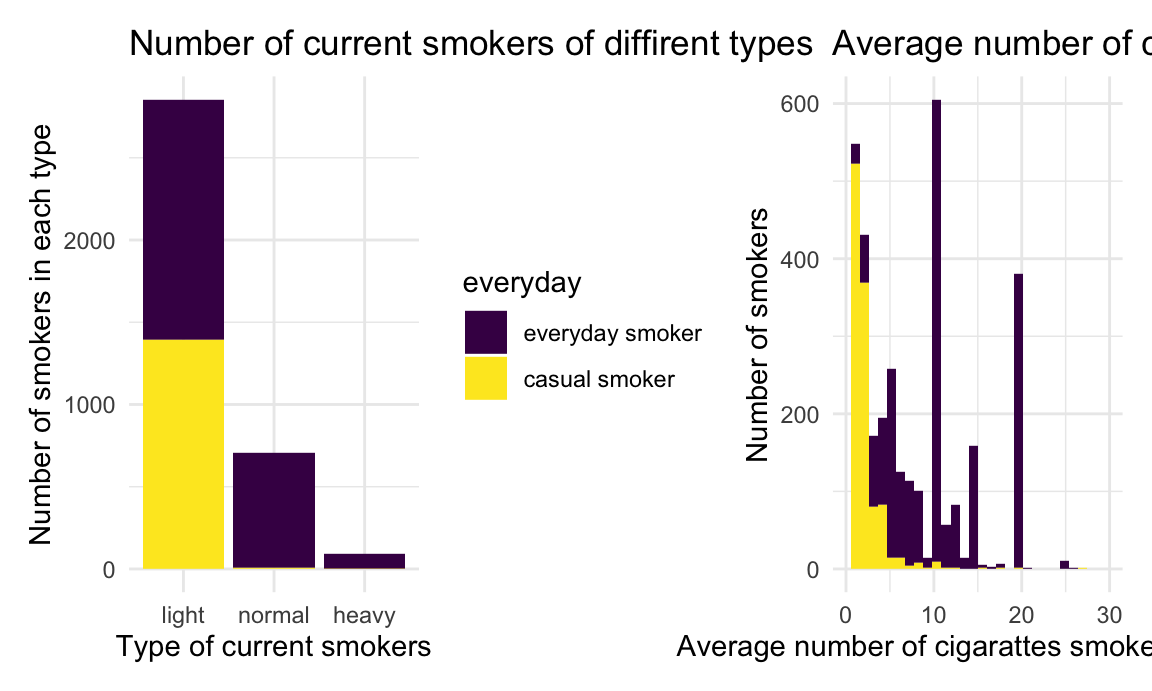 Number of current smokers of diffirent types
Number of smokers in each type
2000
1000
0
light normal heavy
Type of current smokers
everyday
everyday smoker
casual smoker
Average number of
Number of smokers
600
400
200
0
0 10 20 30
Average number of cigarattes smoke